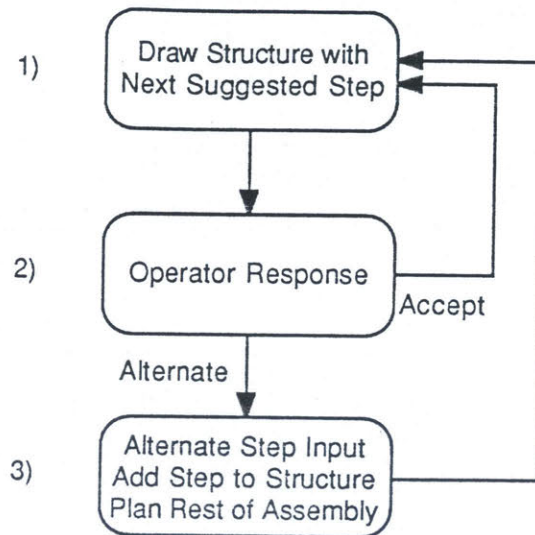 1)
Draw Structure with
Next Suggested Step
2)
Operator Response
Accept
Alternate
3)
Alternate Step Input
Add Step to Structure
Plan Rest of Assembly